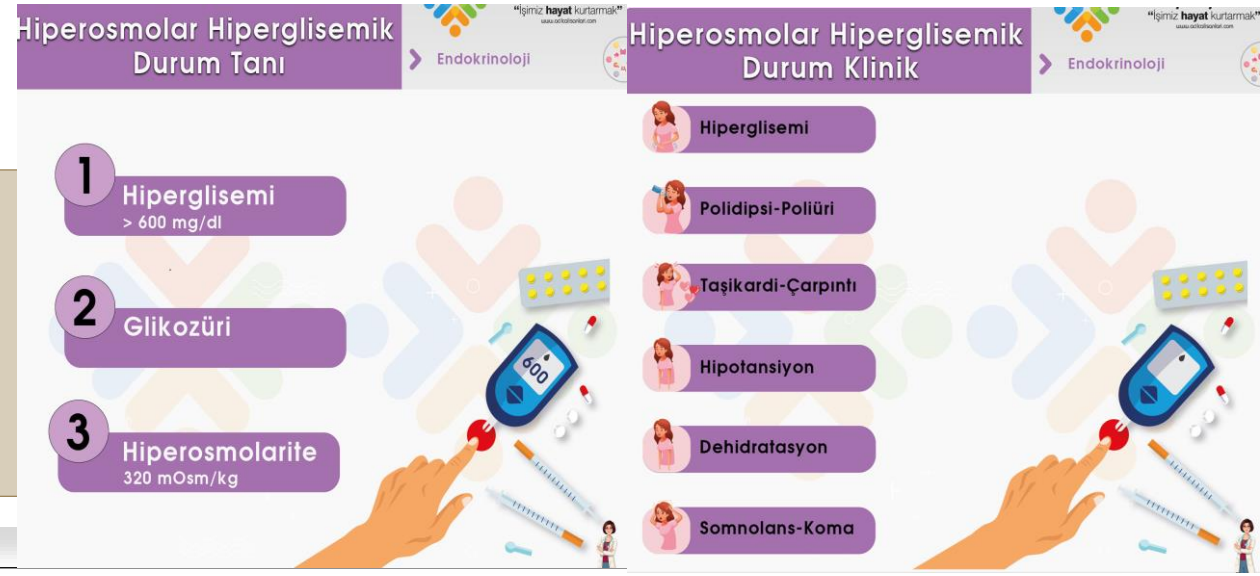 Hiperosmolar Hiperglisemik
Durum Tanı
"İşimiz hayat kurtarmak"
Endokrinoloji
1
Hiperglisemi
> 600 mg/dl
2
Glikozüri
3
Hiperosmolarite
320 mOsm/kg
600
Hiperosmolar Hiperglisemik
Durum Klinik
"İşimiz hayat kurtarmak"
Endokrinoloji
Hiperglisemi
Polidipsi-Poliüri
Taşikardi-Çarpıntı
Hipotansiyon
Dehidratasyon
Somnolans-Koma